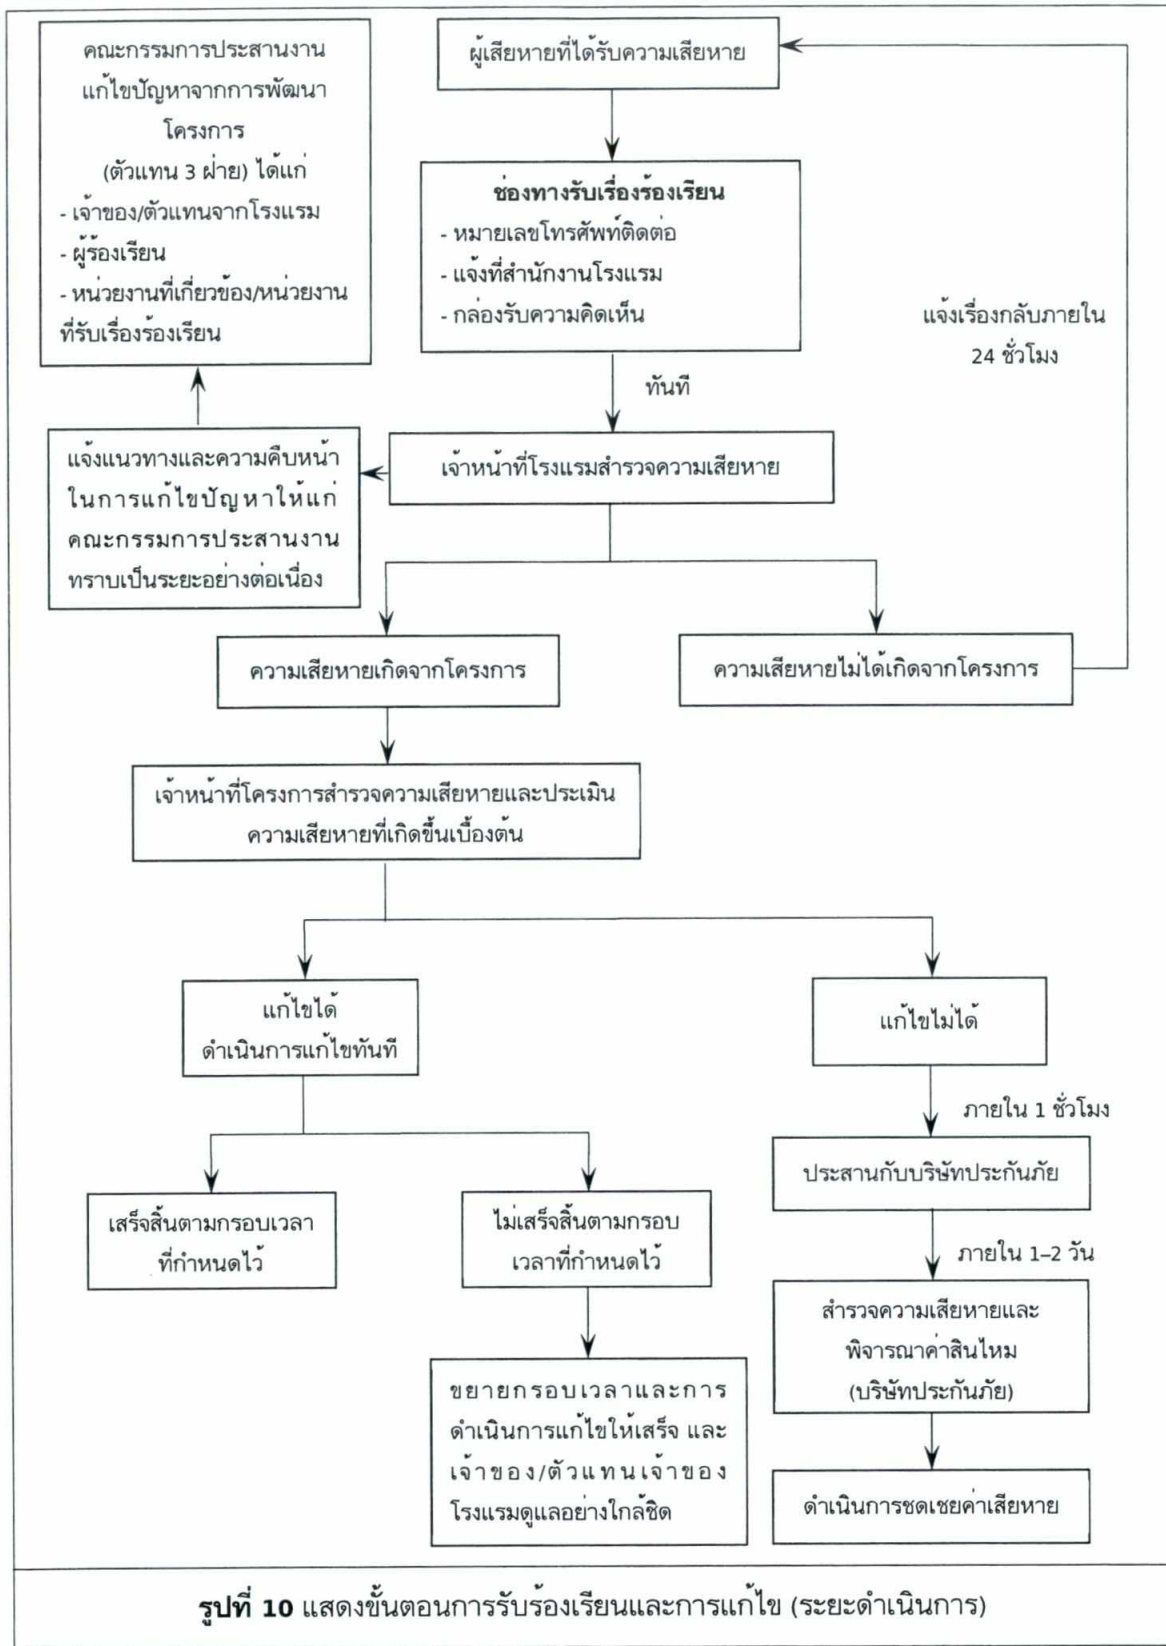 คณะกรรมการประสานงาน
แก้ไขปัญหาจากการพัฒนา
โครงการ
(ตัวแทน 3 ฝ่าย) ได้แก่
- เจ้าของ/ตัวแทนจากโรงแรม
- ผู้ร้องเรียน
- หน่วยงานที่เกี่ยวข้อง/หน่วยงาน
ที่รับเรื่องร้องเรียน
ผู้เสียหายที่ได้รับความเสียหาย
ช่องทางรับเรื่องร้องเรียน
- หมายเลขโทรศัพท์ติดต่อ
- แจ้งที่สำนักงานโรงแรม
- กล่องรับความคิดเห็น
แจ้งเรื่องกลับภายใน
24 ชั่วโมง
ทันที
แจ้งแนวทางและความคืบหน้า
ในการแก้ไขปัญหาให้แก่
คณะกรรมการประสานงาน
ทราบเป็นระยะอย่างต่อเนื่อง
เจ้าหน้าที่โรงแรมสำรวจความเสียหาย
ความเสียหายเกิดจากโครงการ
ความเสียหายไม่ได้เกิดจากโครงการ
เจ้าหน้าที่โครงการสำรวจความเสียหายและประเมิน
ความเสียหายที่เกิดขึ้นเบื้องต้น
แก้ไขได้
ดำเนินการแก้ไขทันที
แก้ไขไม่ได้
ภายใน 1 ชั่วโมง
ประสานกับบริษัทประกันภัย
เสร็จสิ้นตามกรอบเวลา
ที่กำหนดไว้
ไม่เสร็จสิ้นตามกรอบ
เวลาที่กำหนดไว้
ภายใน 1–2 วัน
สำรวจความเสียหายและ
พิจารณาค่าสินไหม
(บริษัทประกันภัย)
ขยายกรอบเวลาและการ
ดำเนินการแก้ไขให้เสร็จ และ
เจ้าของ/ตัวแทนเจ้าของ
โรงแรมดูแลอย่างใกล้ชิด
ดำเนินการชดเชยค่าเสียหาย
รูปที่ 10 แสดงขั้นตอนการรับร้องเรียนและการแก้ไข (ระยะดำเนินการ)